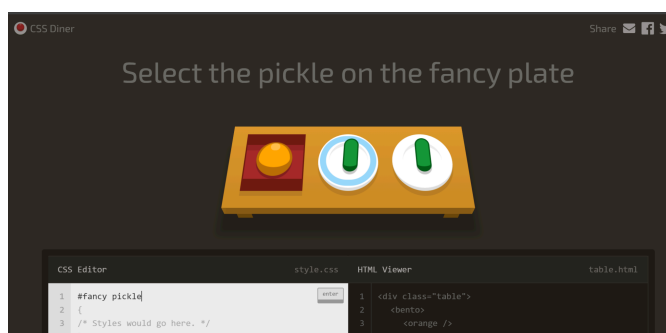 CSS Diner
Share
Select the pickle on the fancy plate
CSS Editor
style.css
1 #fancy pickle
2 {
3 /* Styles would go here. */
enter
HTML Viewer
table.html
1 <div class="table">
2 <bento>
3 <orange />